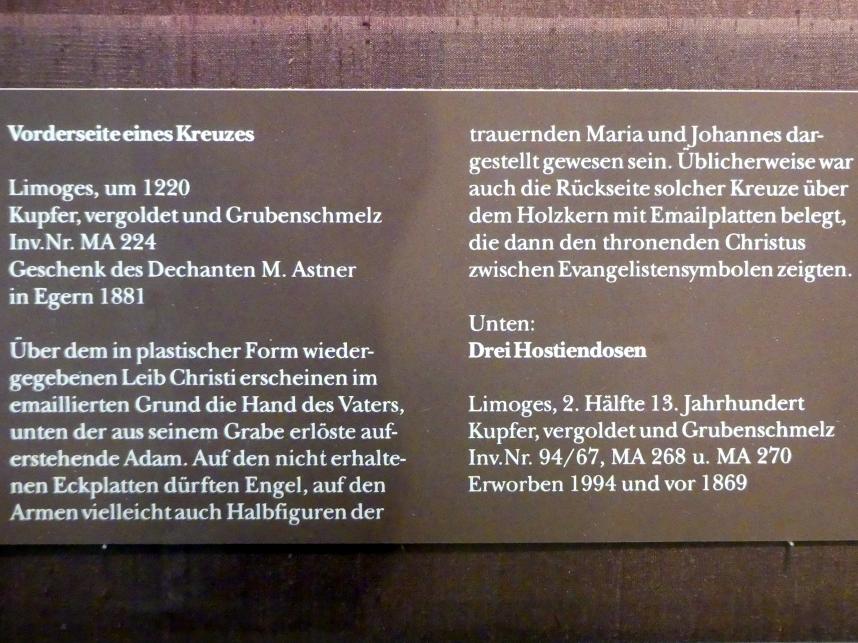 Vorderseite eines Kreuzes
Limoges, um 1220
Kupfer, vergoldet und Grubenschmelz
Inv.Nr. MA 224
Geschenk des Dechanten M. Astner
in Egern 1881
Über dem in plastischer Form wieder-
gegebenen Leib Christi erscheinen im
emaillierten Grund die Hand des Vaters,
unten der aus seinem Grabe erlöste auf-
erstehende Adam. Auf den nicht erhalte-
nen Eckplatten dürften Engel, auf den
Armen vielleicht auch Halbfiguren der
trauernden Maria und Johannes dar-
gestellt gewesen sein. Üblicherweise war
auch die Rückseite solcher Kreuze über
dem Holzkern mit Emailplatten belegt,
die dann den thronenden Christus
zwischen Evangelistensymbolen zeigten.
Unten:
Drei Hostiendosen
Limoges, 2. Hälfte 13. Jahrhundert
Kupfer, vergoldet und Grubenschmelz
Inv.Nr. 94/67, MA 268 u. MA 270
Erworben 1994 und vor 1869